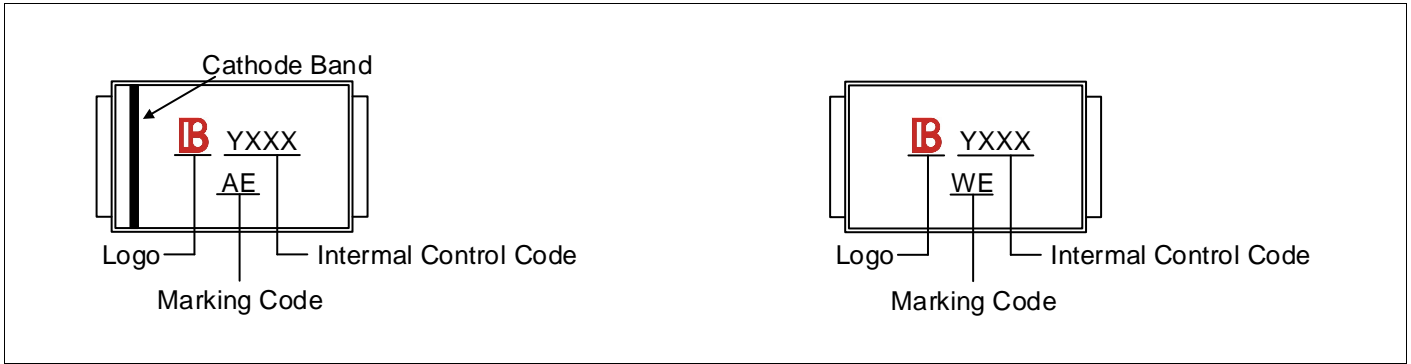 Cathode Band
YXXX YXXX
AE WE
Logo Intermal Control Code Logo Intermal Control Code
Marking Code Marking Code